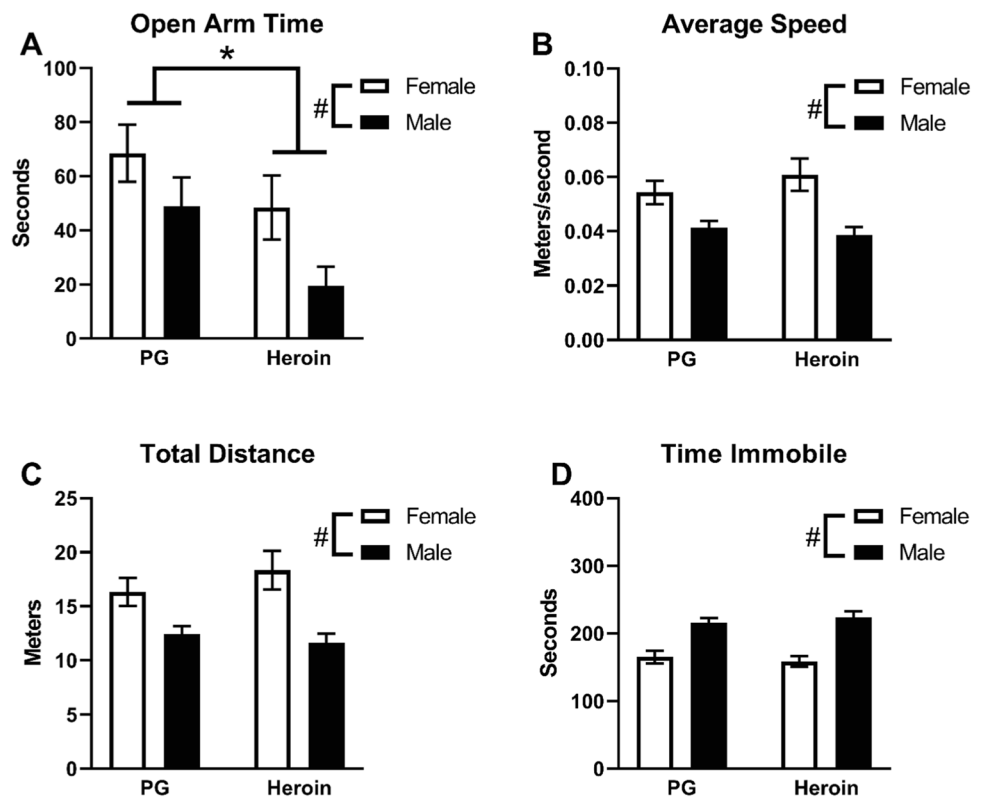 A
Open Arm Time
*
100
80
60
40
20
0
Seconds
# Female
Male
PG Heroin
B
Average Speed
0.10
0.08
0.06
0.04
0.02
0.00
Meters/second
# Female
Male
PG Heroin
C
Total Distance
25
20
15
10
5
0
Meters
# Female
Male
PG Heroin
D
Time Immobile
400
300
200
100
0
Seconds
# Female
Male
PG Heroin